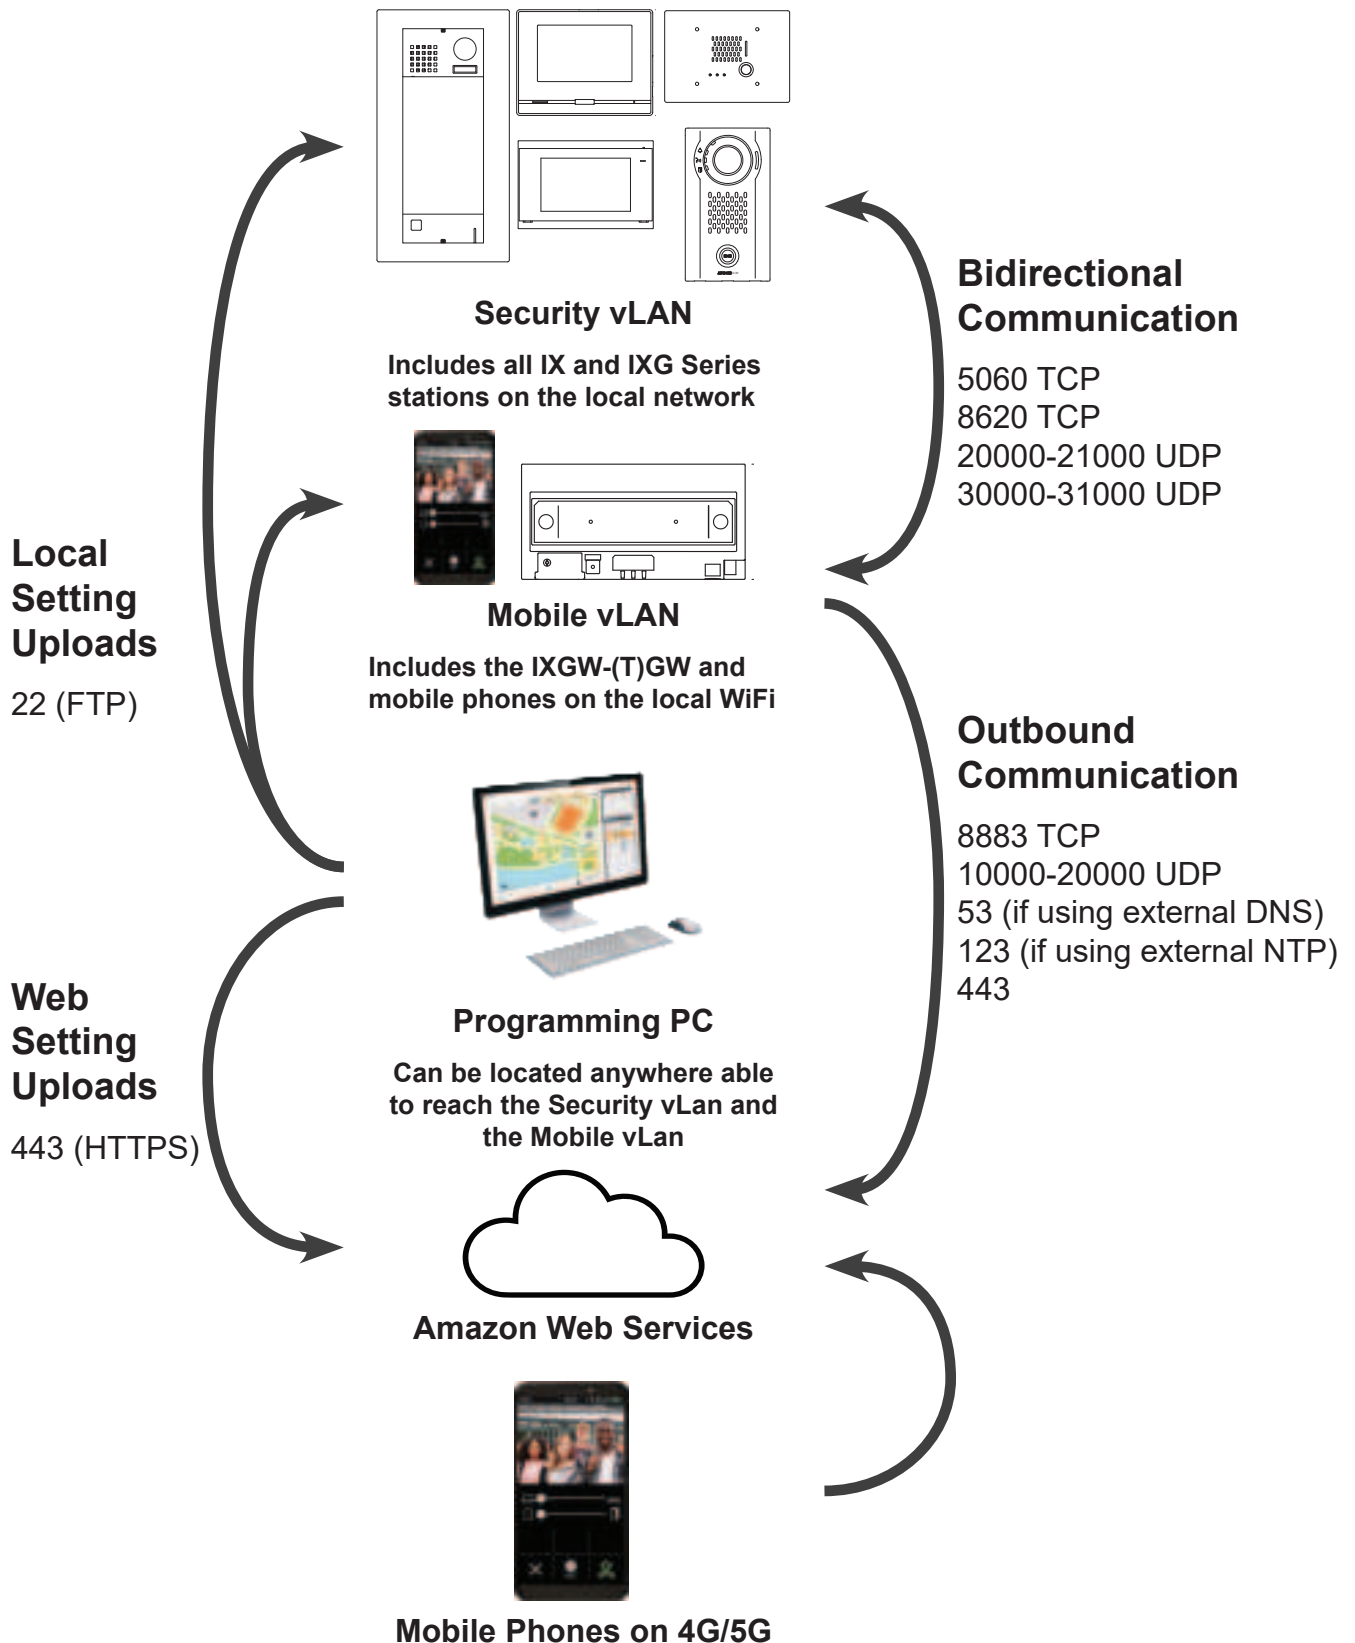 Security vLAN
Includes all IX and IXG Series
stations on the local network
Bidirectional
Communication
5060 TCP
8620 TCP
20000-21000 UDP
30000-31000 UDP
Local
Setting
Uploads
22 (FTP)
Mobile vLAN
Includes the IXGW-(T)GW and
mobile phones on the local WiFi
Outbound
Communication
8883 TCP
10000-20000 UDP
53 (if using external DNS)
123 (if using external NTP)
443
Web
Setting
Uploads
443 (HTTPS)
Programming PC
Can be located anywhere able
to reach the Security vLan and
the Mobile vLan
Amazon Web Services
Mobile Phones on 4G/5G